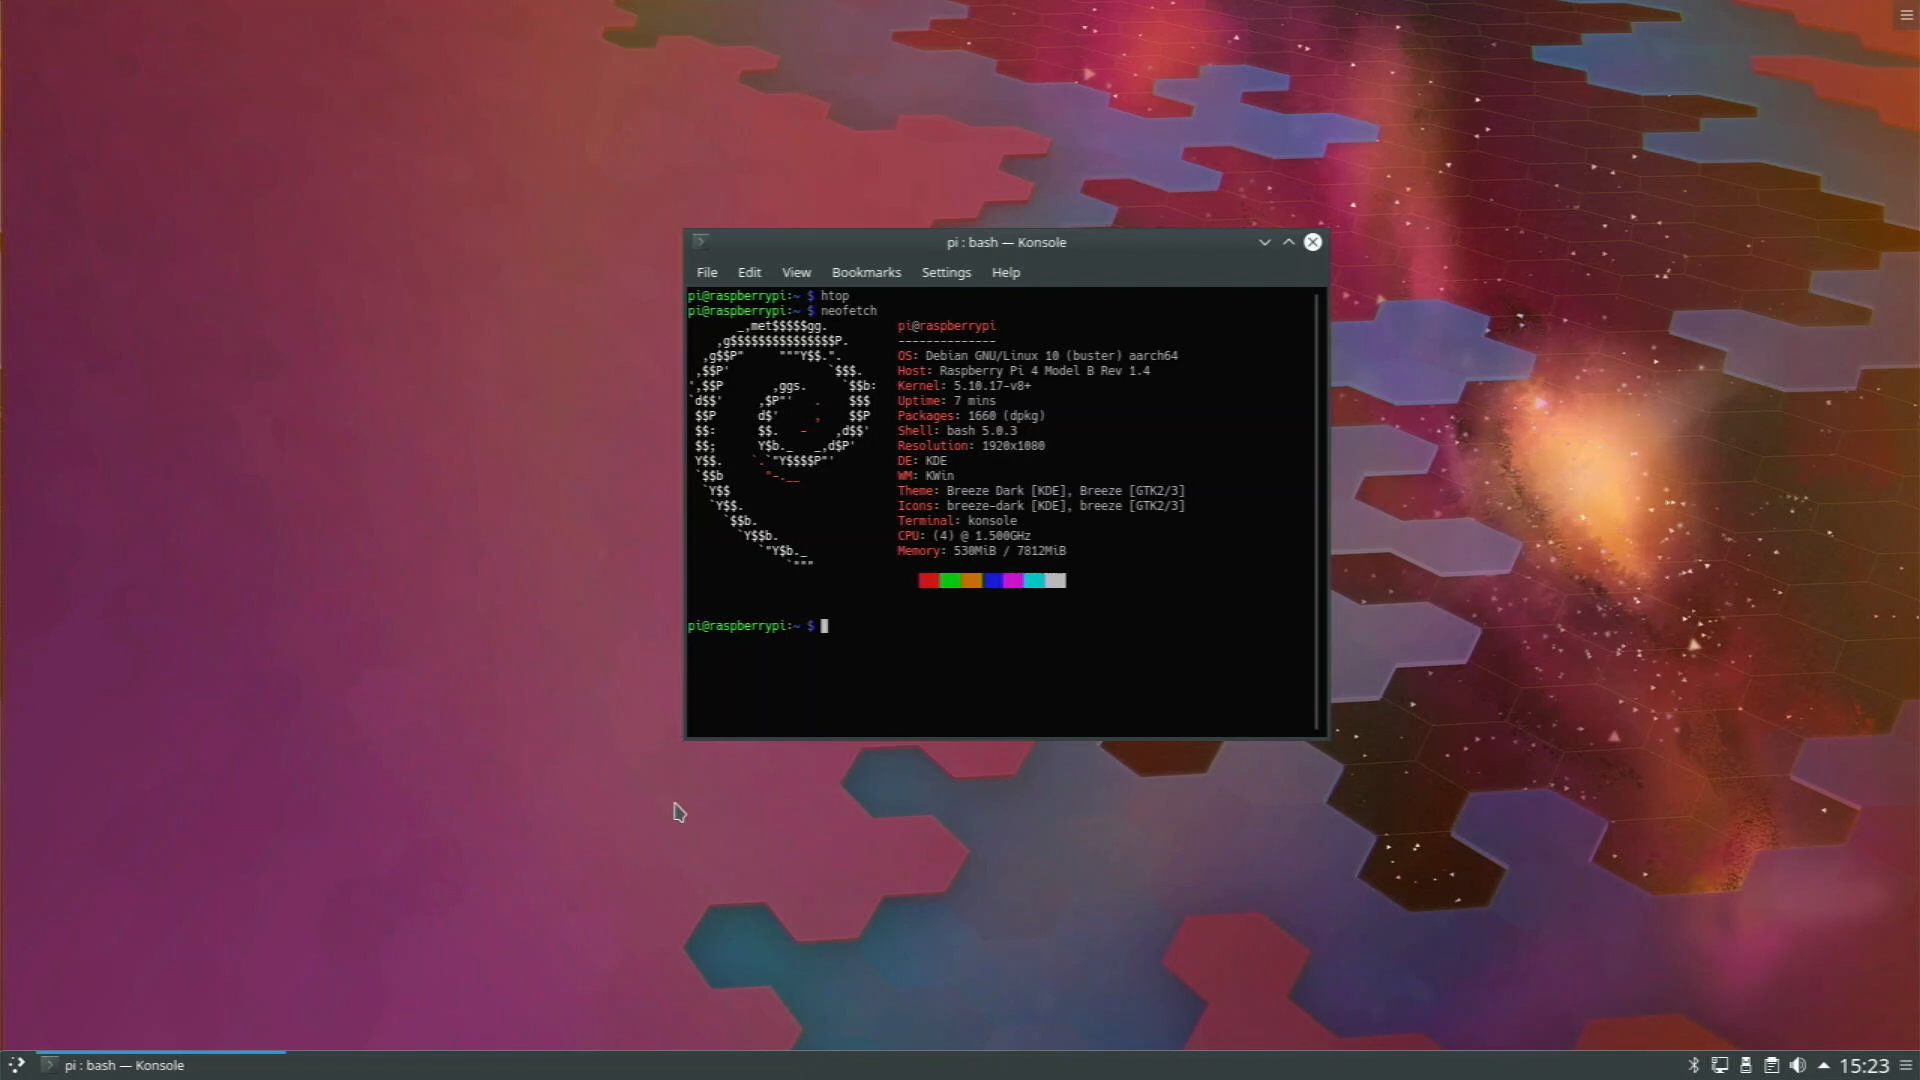 pi : bash — Konsole
File Edit View Bookmarks Settings Help
pi@raspberrypi:~ $ htop
pi@raspberrypi:~ $ neofetch
_,met$$$$$gg. pi@raspberrypi
,g$$$$$$$$$$$$$$$P. --------------
,g$$P" """Y$$.". OS: Debian GNU/Linux 10 (buster) aarch64
,$$P' `$$$. Host: Raspberry Pi 4 Model B Rev 1.4
',$$P ,ggs. `$$b: Kernel: 5.10.17-v8+
`d$$' ,$P"' . $$$ Uptime: 7 mins
$$P d$' , $$P Packages: 1660 (dpkg)
$$: $$. - ,d$$' Shell: bash 5.0.3
$$; Y$b._ _,d$P' Resolution: 1920x1080
Y$$. `.`"Y$$$$P"' DE: KDE
`$$b "-.__ WM: KWin
`Y$$ Theme: Breeze Dark [KDE], Breeze [GTK2/3]
`Y$$. Icons: breeze-dark [KDE], breeze [GTK2/3]
`$$b. Terminal: konsole
`Y$$b. CPU: (4) @ 1.500GHz
`"Y$b._ Memory: 530MiB / 7812MiB
`"""
pi@raspberrypi:~ $
pi : bash — Konsole
15:23